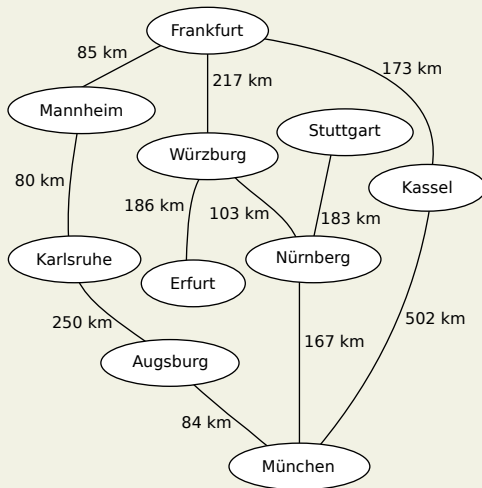 Frankfurt
85 km
173 km
217 km
Mannheim
Stuttgart
Würzburg
80 km
Kassel
186 km
103 km
183 km
Karlsruhe
Nürnberg
Erfurt
250 km
502 km
167 km
Augsburg
84 km
München